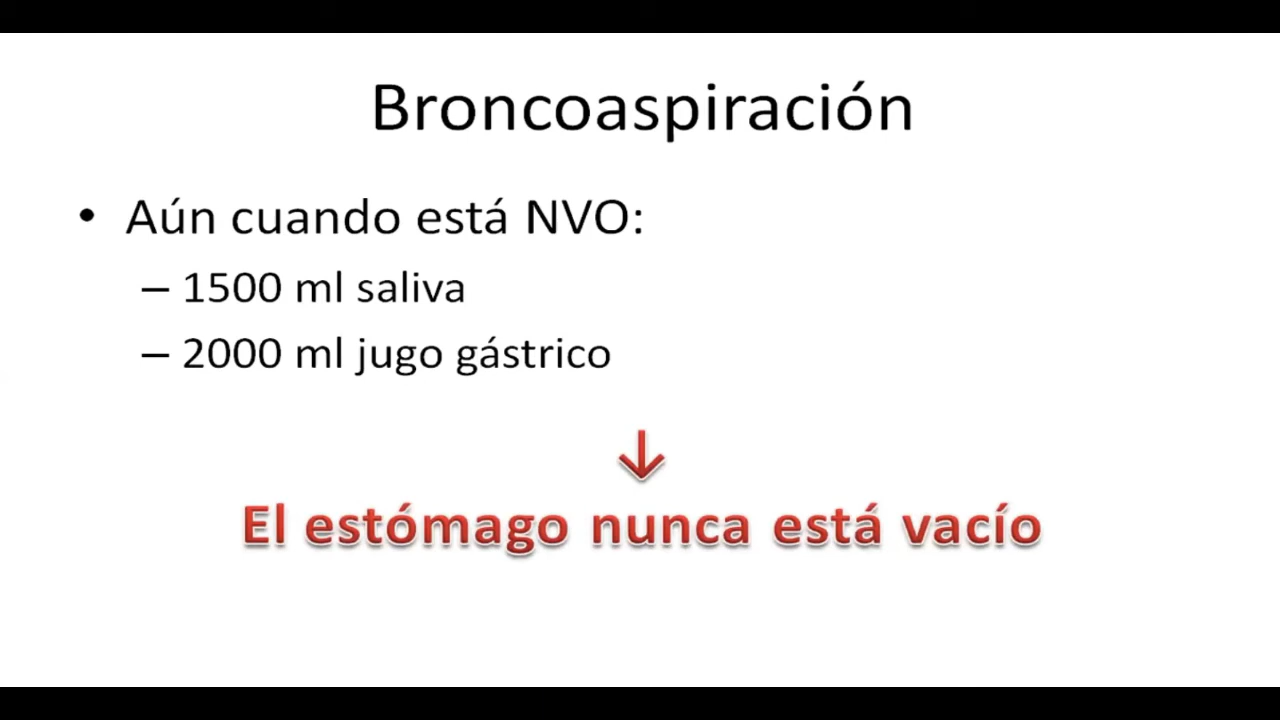 Broncoaspiración
• Aún cuando está NVO:
– 1500 ml saliva
– 2000 ml jugo gástrico
↓
El estómago nunca está vacío